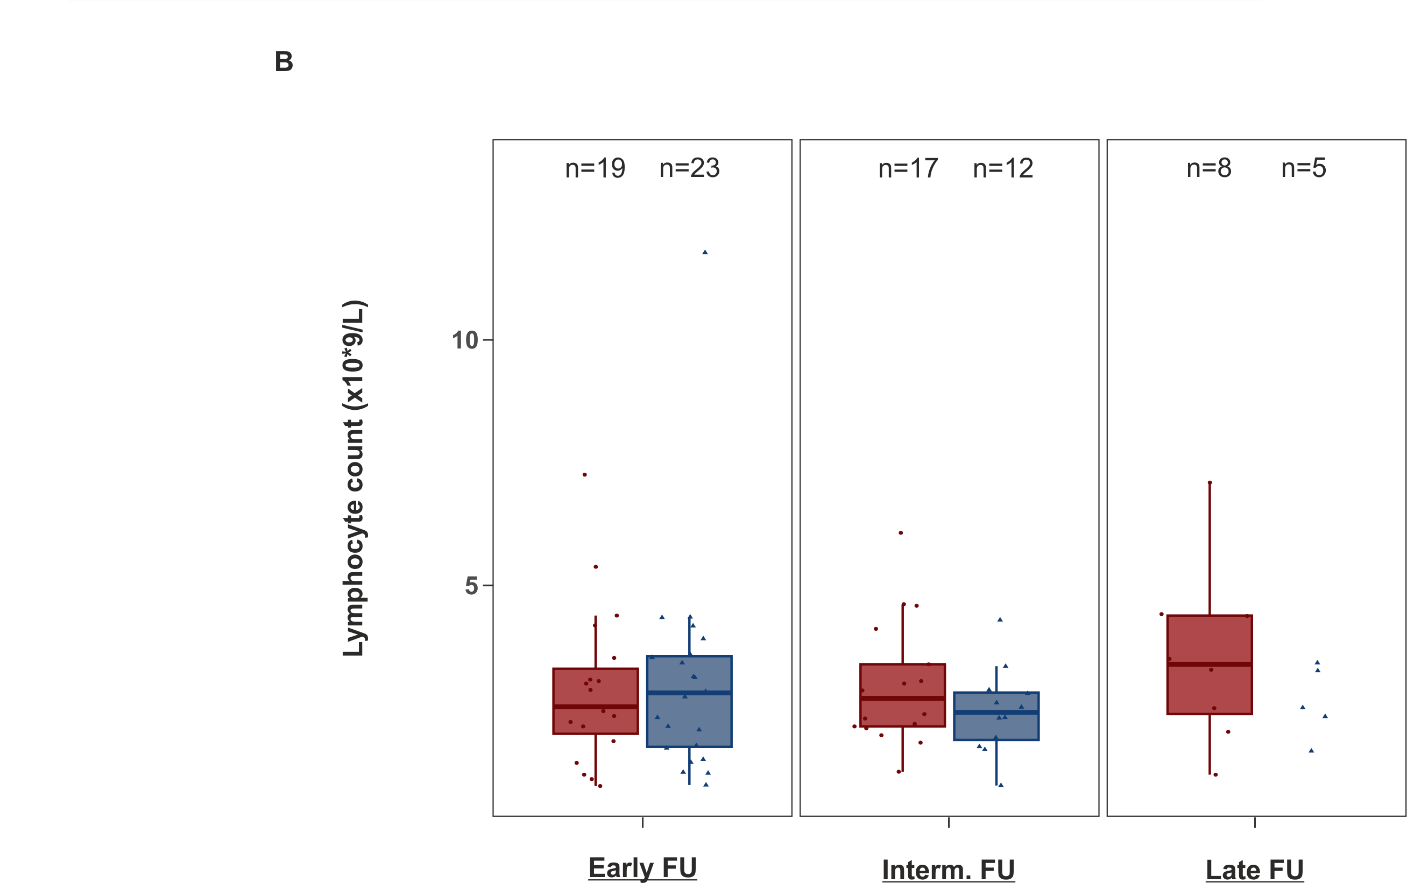 B
n=19 n=23
n=17 n=12
n=8 n=5
Lymphocyte count (x10*9/L)
10
5
Early FU
Interm. FU
Late FU